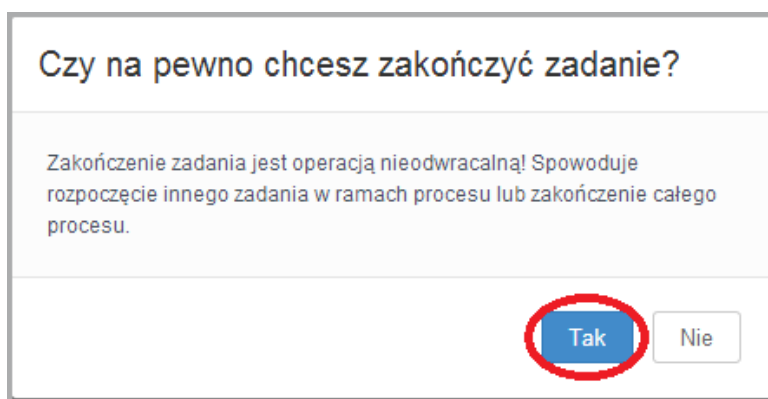 Czy na pewno chcesz zakończyć zadanie?
Zakończenie zadania jest operacją nieodwracalną! Spowoduje
rozpoczęcie innego zadania w ramach procesu lub zakończenie całego
procesu.
Tak Nie